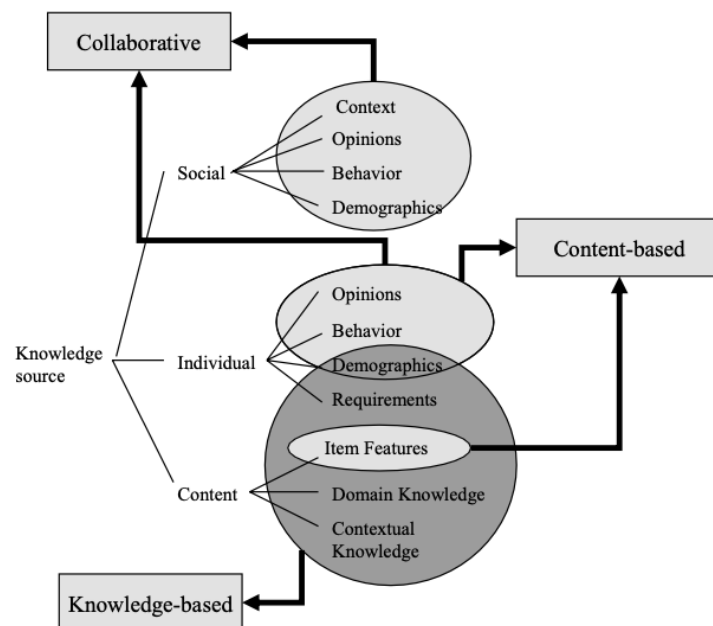 Collaborative
Context
Opinions
Social
Behavior
Demographics
Content-based
Opinions
Behavior
Knowledge
source
Individual
Demographics
Requirements
Item Features
Content
Domain Knowledge
Contextual
Knowledge
Knowledge-based